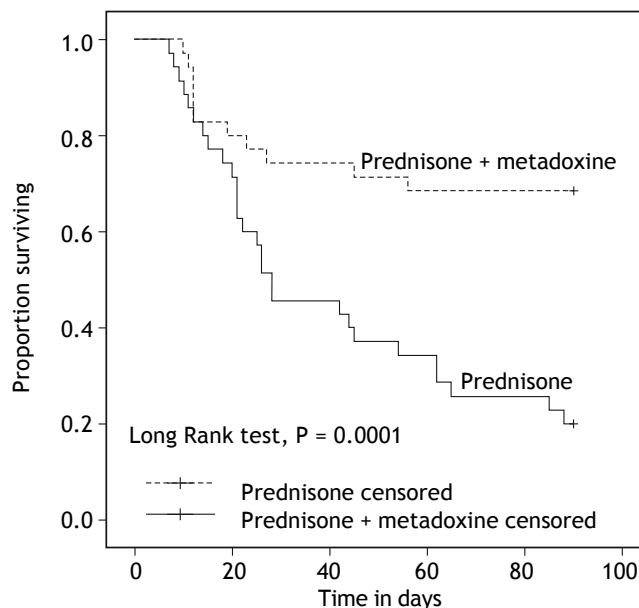 1.0
0.8
Prednisone + metadoxine
0.6
Proportion surviving
0.4
Prednisone
0.2
Long Rank test, P = 0.0001
Prednisone censored
Prednisone + metadoxine censored
0.0
0 20 40 60 80 100
Time in days